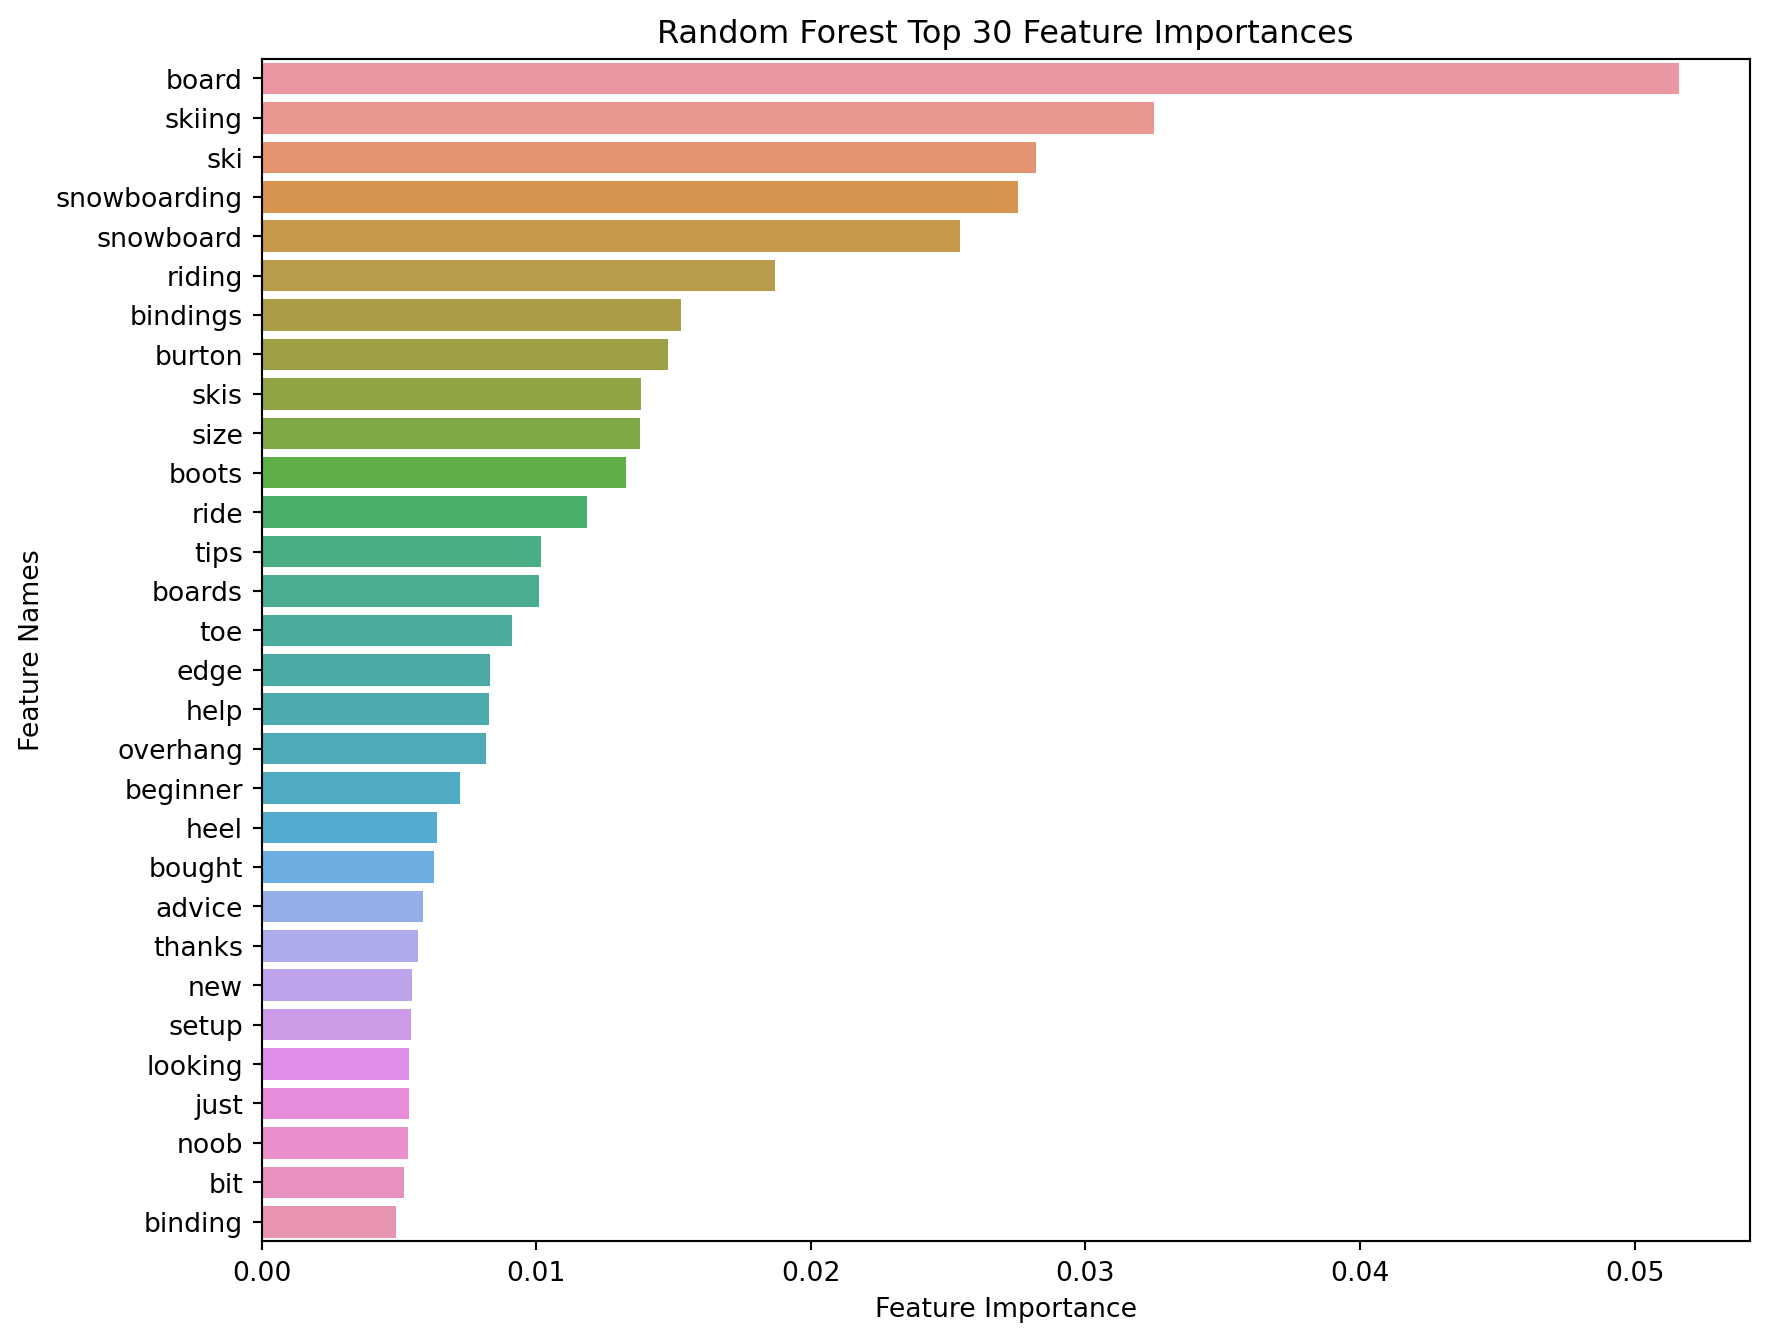 Random Forest Top 30 Feature Importances
board
skiing
ski
snowboarding
snowboard
riding
bindings
burton
skis
size
boots
ride
tips
boards
toe
edge
help
overhang
beginner
heel
bought
advice
thanks
new
setup
looking
just
noob
bit
binding
Feature Names
0.00 0.01 0.02 0.03 0.04 0.05
Feature Importance